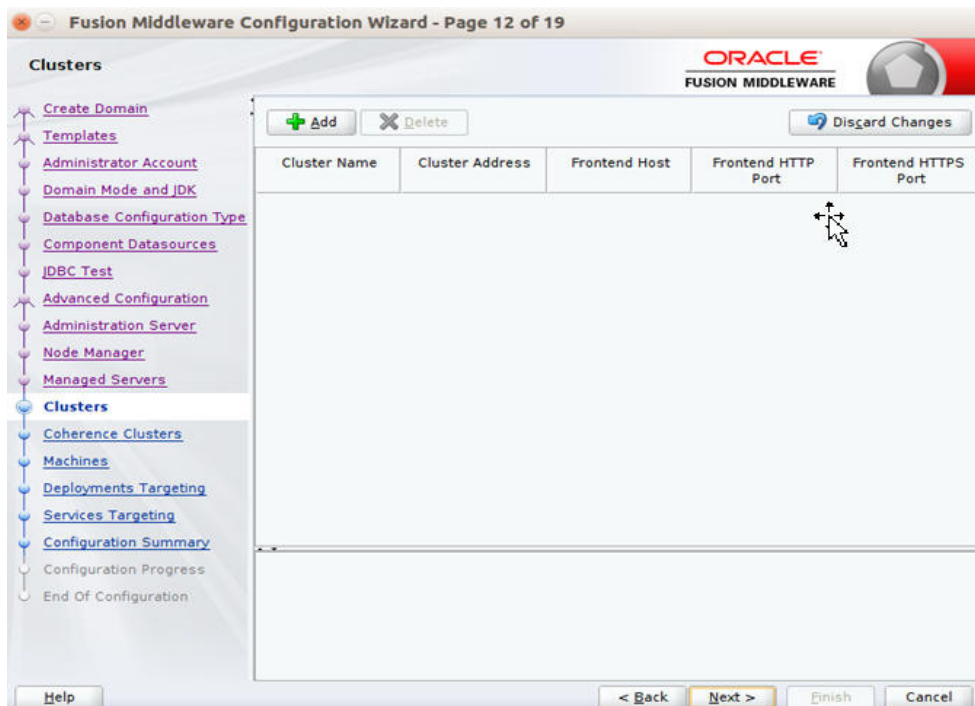 Fusion Middleware Configuration Wizard - Page 12 of 19
Clusters
ORACLE
FUSION MIDDLEWARE
Create Domain
Templates
Administrator Account
Domain Mode and JDK
Database Configuration Type
Component Datasources
JDBC Test
Advanced Configuration
Administration Server
Node Manager
Managed Servers
Clusters
Coherence Clusters
Machines
Deployments Targeting
Services Targeting
Configuration Summary
Configuration Progress
End Of Configuration
Add Delete Discard Changes
Cluster Name Cluster Address Frontend Host Frontend HTTP Frontend HTTPS
Port Port
Help < Back Next > Finish Cancel